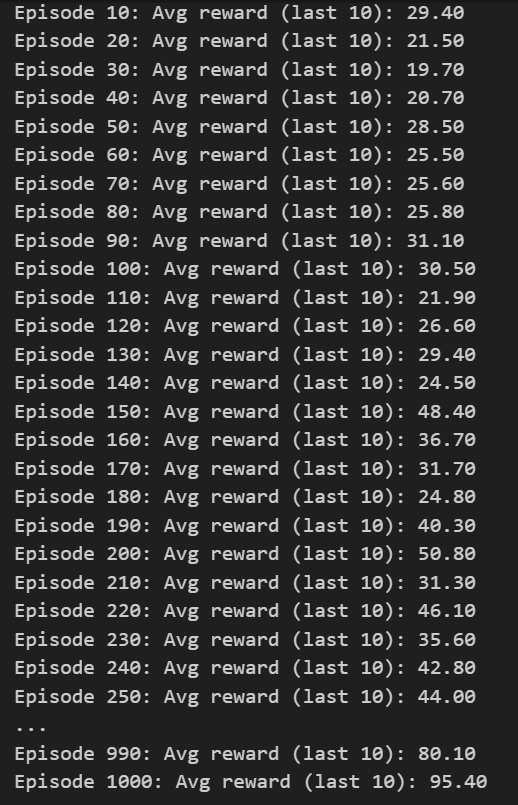 Episode 10: Avg reward (last 10): 29.40
Episode 20: Avg reward (last 10): 21.50
Episode 30: Avg reward (last 10): 19.70
Episode 40: Avg reward (last 10): 20.70
Episode 50: Avg reward (last 10): 28.50
Episode 60: Avg reward (last 10): 25.50
Episode 70: Avg reward (last 10): 25.60
Episode 80: Avg reward (last 10): 25.80
Episode 90: Avg reward (last 10): 31.10
Episode 100: Avg reward (last 10): 30.50
Episode 110: Avg reward (last 10): 21.90
Episode 120: Avg reward (last 10): 26.60
Episode 130: Avg reward (last 10): 29.40
Episode 140: Avg reward (last 10): 24.50
Episode 150: Avg reward (last 10): 48.40
Episode 160: Avg reward (last 10): 36.70
Episode 170: Avg reward (last 10): 31.70
Episode 180: Avg reward (last 10): 24.80
Episode 190: Avg reward (last 10): 40.30
Episode 200: Avg reward (last 10): 50.80
Episode 210: Avg reward (last 10): 31.30
Episode 220: Avg reward (last 10): 46.10
Episode 230: Avg reward (last 10): 35.60
Episode 240: Avg reward (last 10): 42.80
Episode 250: Avg reward (last 10): 44.00
...
Episode 990: Avg reward (last 10): 80.10
Episode 1000: Avg reward (last 10): 95.40